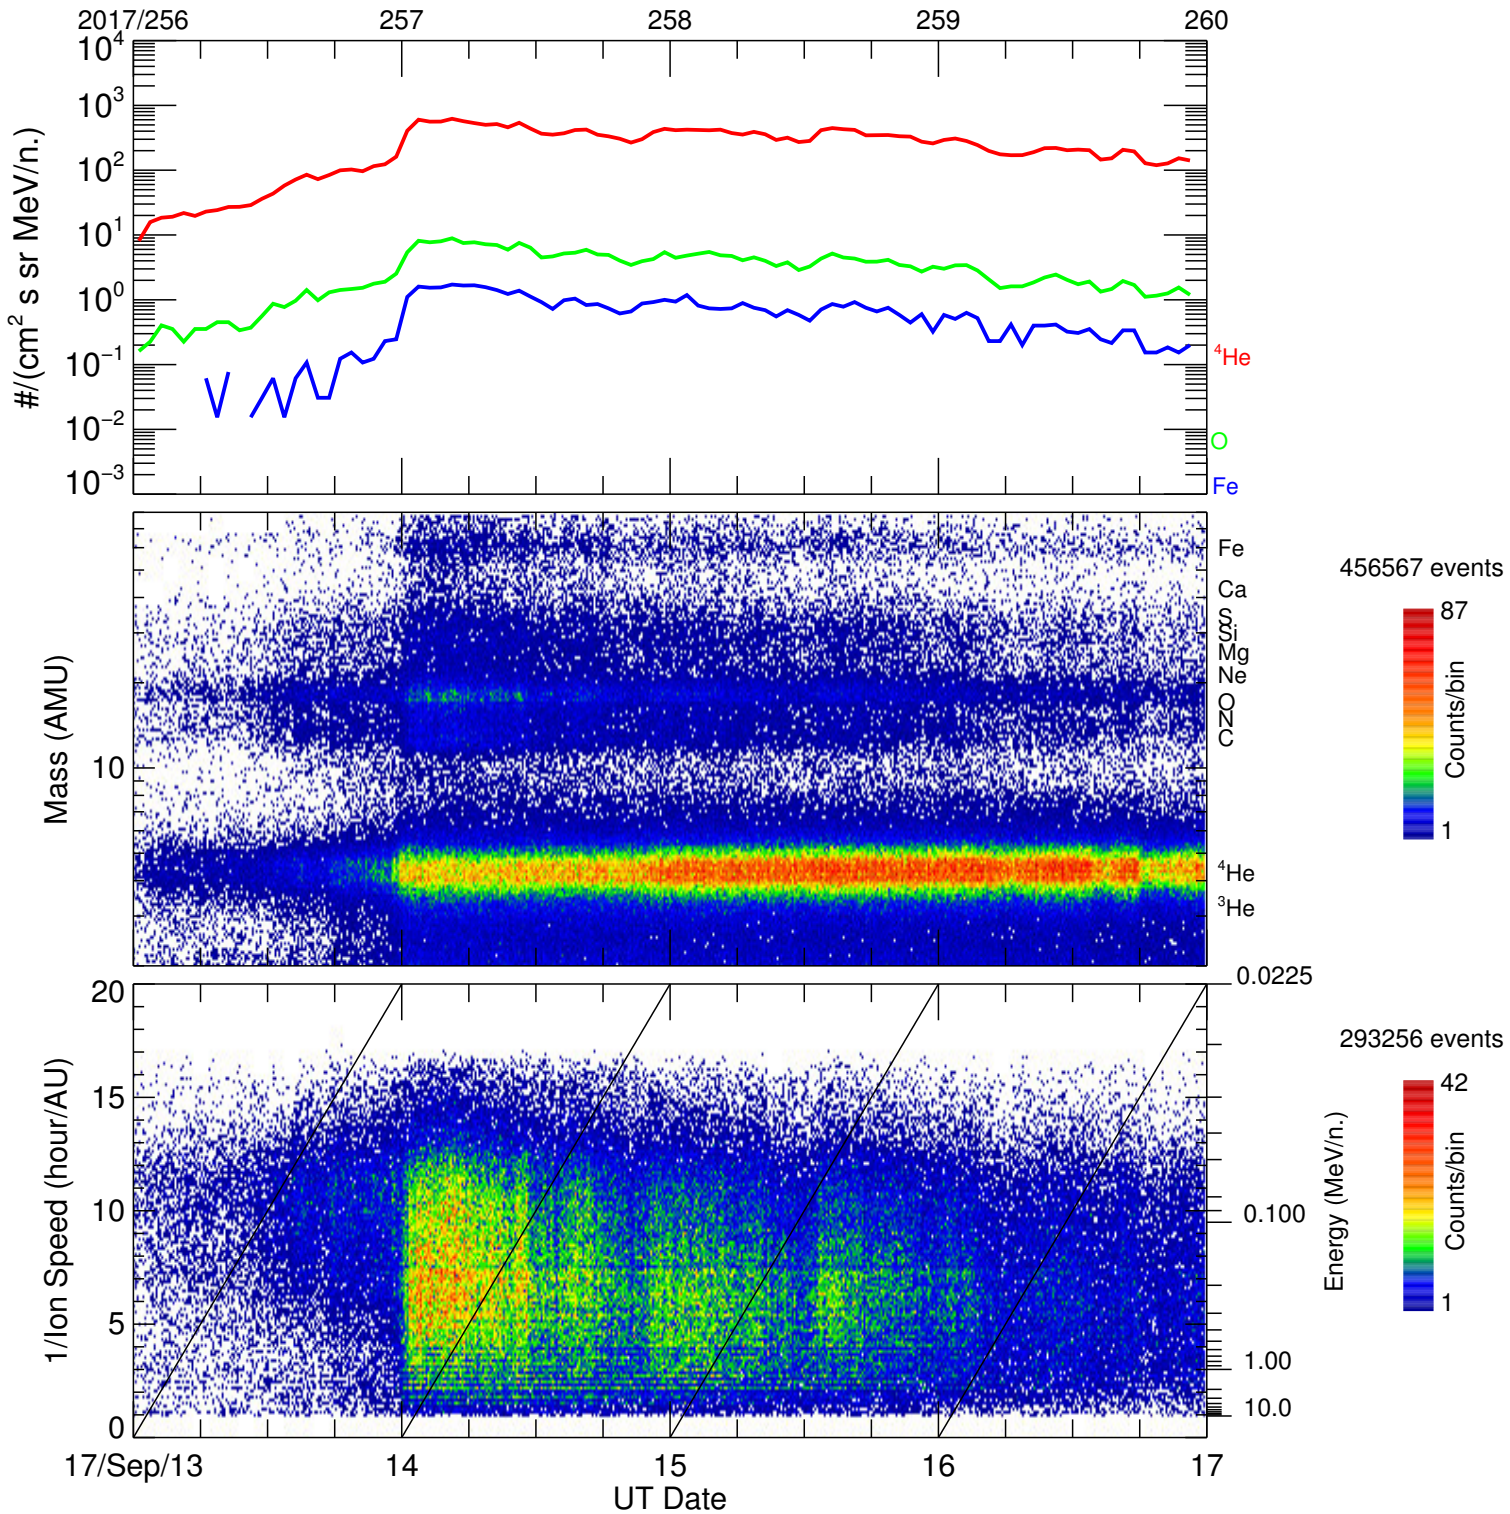 2017/256 257 258 259 260
10^4
10^3
10^2
10^1
10^0
10^-1
10^-2
10^-3
#/(cm^2 s sr MeV/n.)
^4He
O
Fe
Fe
Ca
S
Si
Mg
Ne
O
N
C
^4He
^3He
10
Mass (AMU)
456567 events
87
Counts/bin
1
20
15
10
5
0
1/Ion Speed (hour/AU)
0.0225
0.100
1.00
10.0
Energy (MeV/n.)
293256 events
42
Counts/bin
1
17/Sep/13 14 15 16 17
UT Date